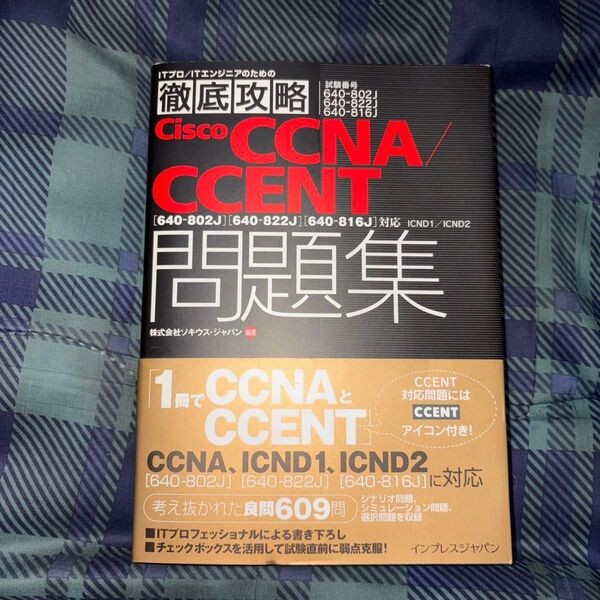 ITプロ/ITエンジニアのための
徹底攻略
試験番号
640-802J
640-822J
640-816J
Cisco CCNA/
CCENT
[640-802J][640-822J][640-816J]対応 ICND1/ICND2
問題集
株式会社ソキウス・ジャパン 編著
「1冊でCCNAと
CCENT」
CCENT
対応問題には
CCENT
アイコン付き!
CCNA、ICND1、ICND2
[640-802J] [640-822J] [640-816J]に対応
考え抜かれた良問609問
シナリオ問題、
シミュレーション問題、
選択問題を収録
■ITプロフェッショナルによる書き下ろし
■チェックボックスを活用して試験直前に弱点克服!
インプレスジャパン